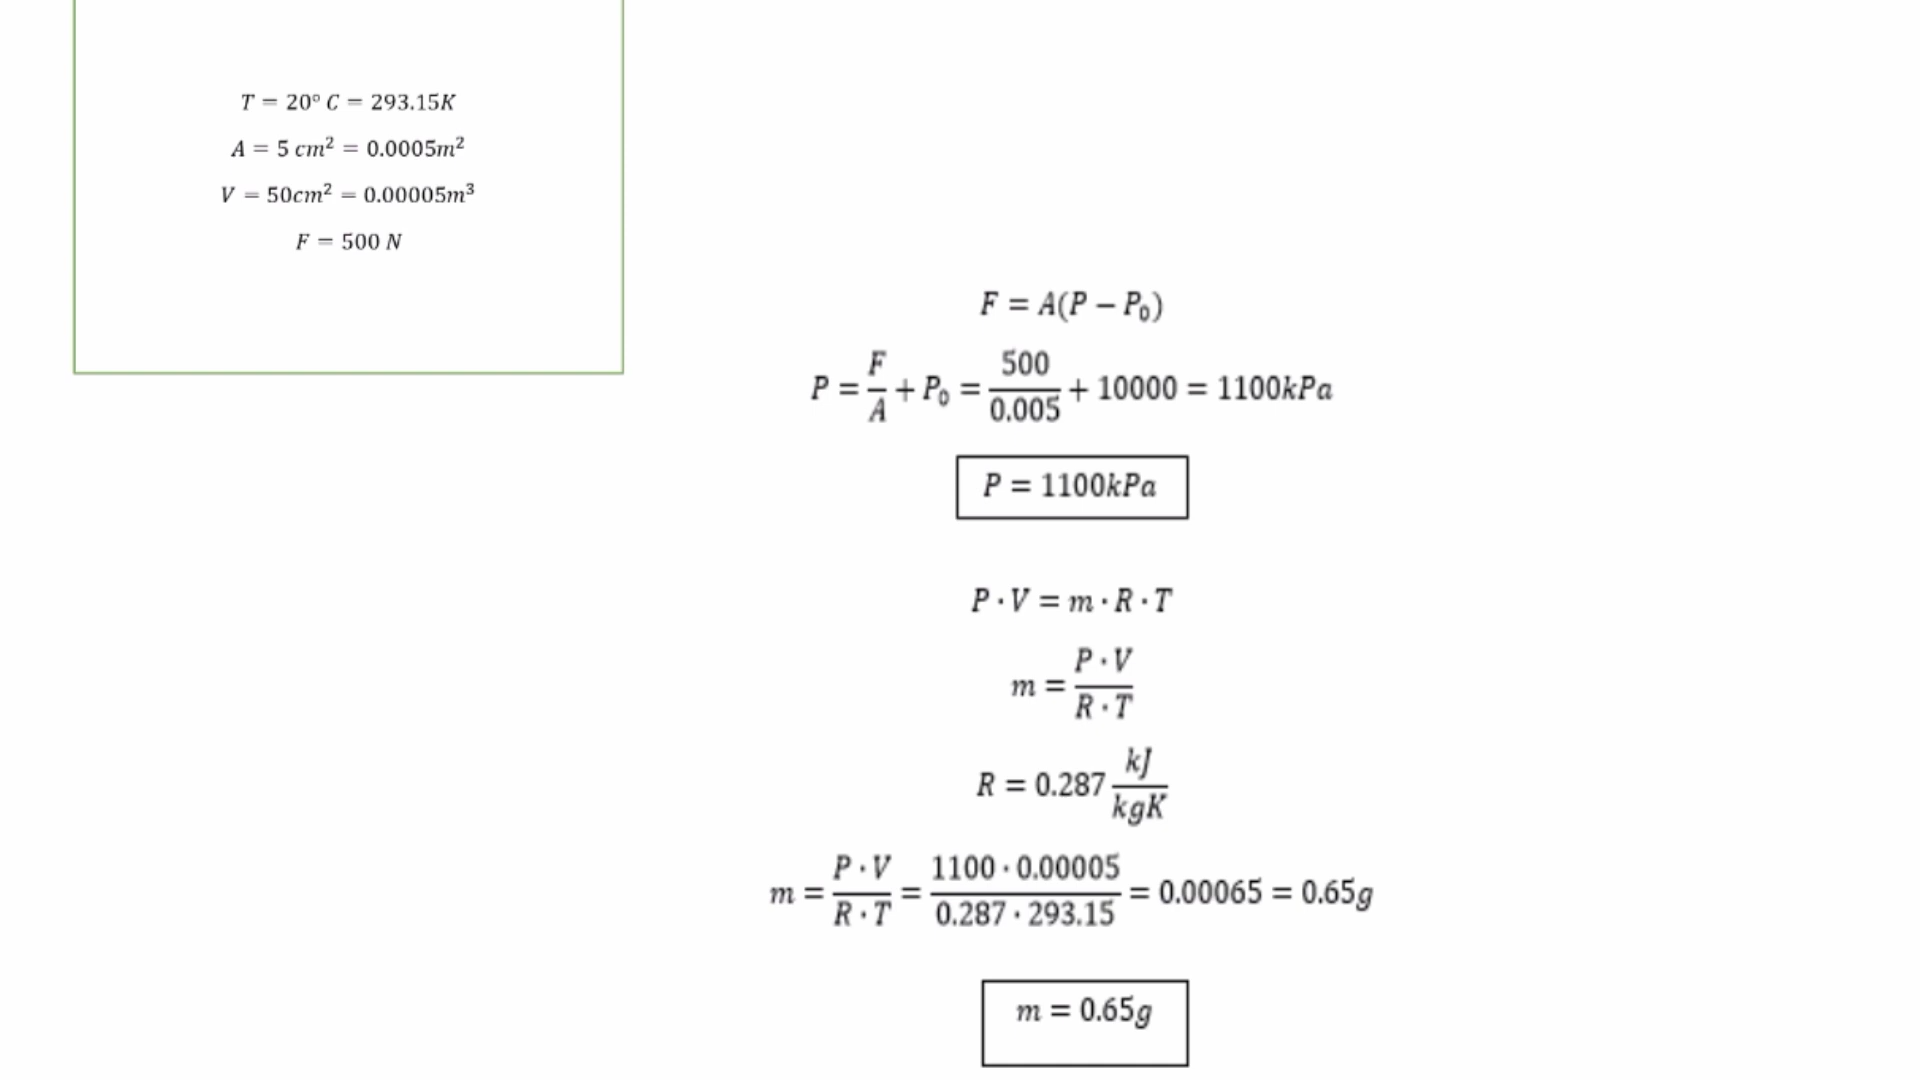 T = 20° C = 293.15K
A = 5 cm² = 0.0005m²
V = 50cm² = 0.00005m³
F = 500 N
F = A(P − P₀)
P = F/A + P₀ = 500/0.005 + 10000 = 1100kPa
P = 1100kPa
P · V = m · R · T
m = P · V / R · T
R = 0.287 kJ/kgK
m = P · V / R · T = 1100 · 0.00005 / 0.287 · 293.15 = 0.00065 = 0.65g
m = 0.65g